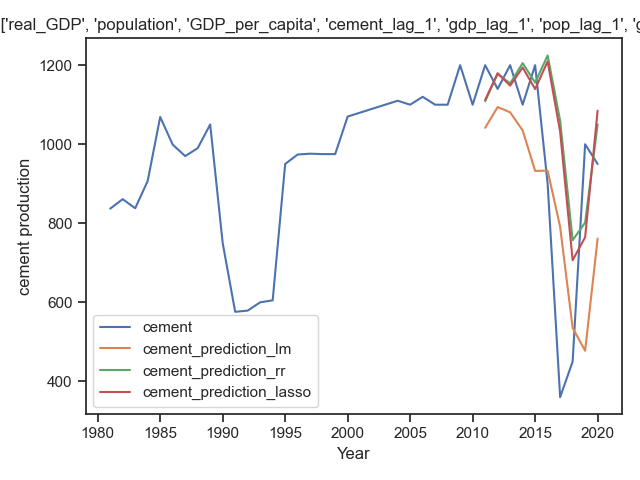 ['real_GDP', 'population', 'GDP_per_capita', 'cement_lag_1', 'gdp_lag_1', 'pop_lag_1', 'g
1200
1000
800
600
400
cement production
cement
cement_prediction_lm
cement_prediction_rr
cement_prediction_lasso
1980 1985 1990 1995 2000 2005 2010 2015 2020
Year